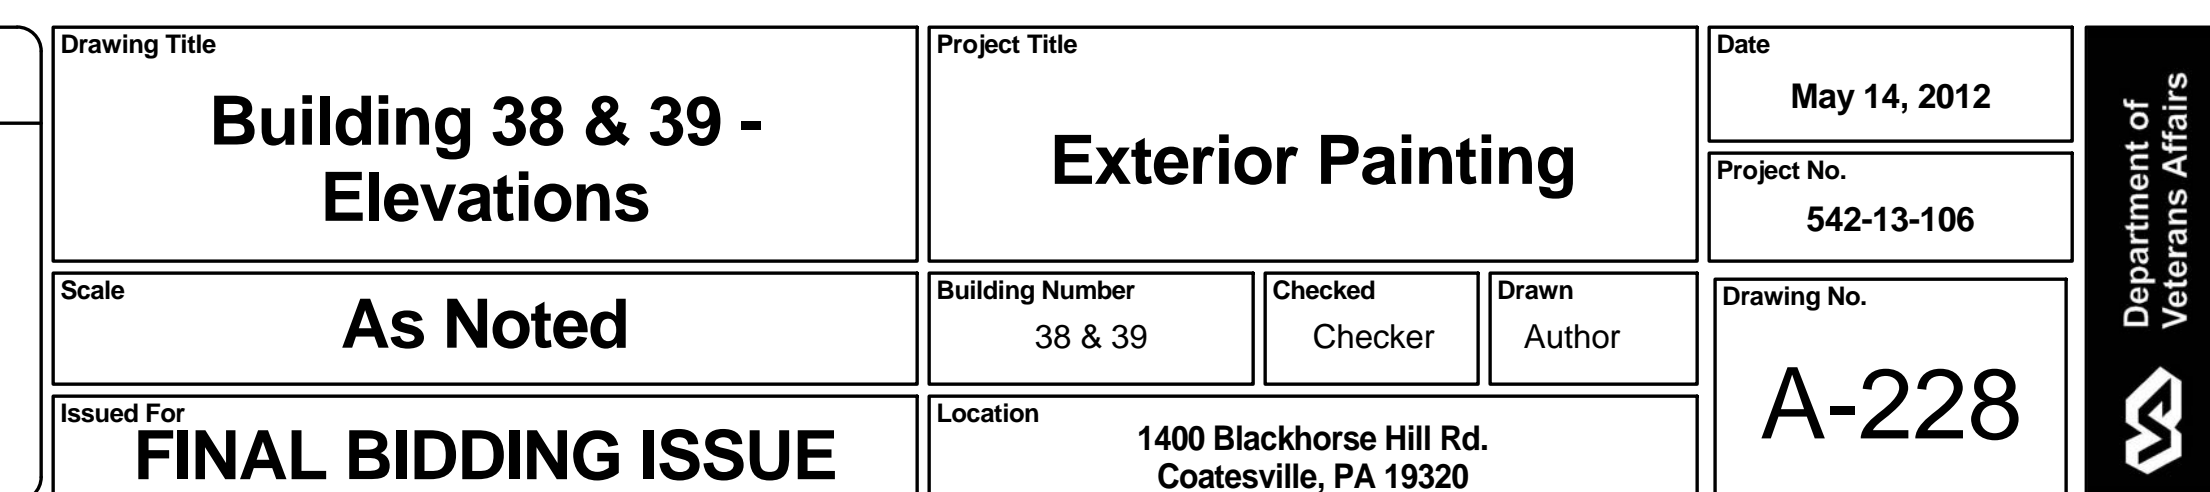 Drawing Title
Building 38 & 39 -
Elevations
Project Title
Exterior Painting
Date
May 14, 2012
Project No.
542-13-106
Scale
As Noted
Building Number
38 & 39
Checked
Checker
Drawn
Author
Drawing No.
A-228
Issued For
FINAL BIDDING ISSUE
Location
1400 Blackhorse Hill Rd.
Coatesville, PA 19320
Department of
Veterans Affairs